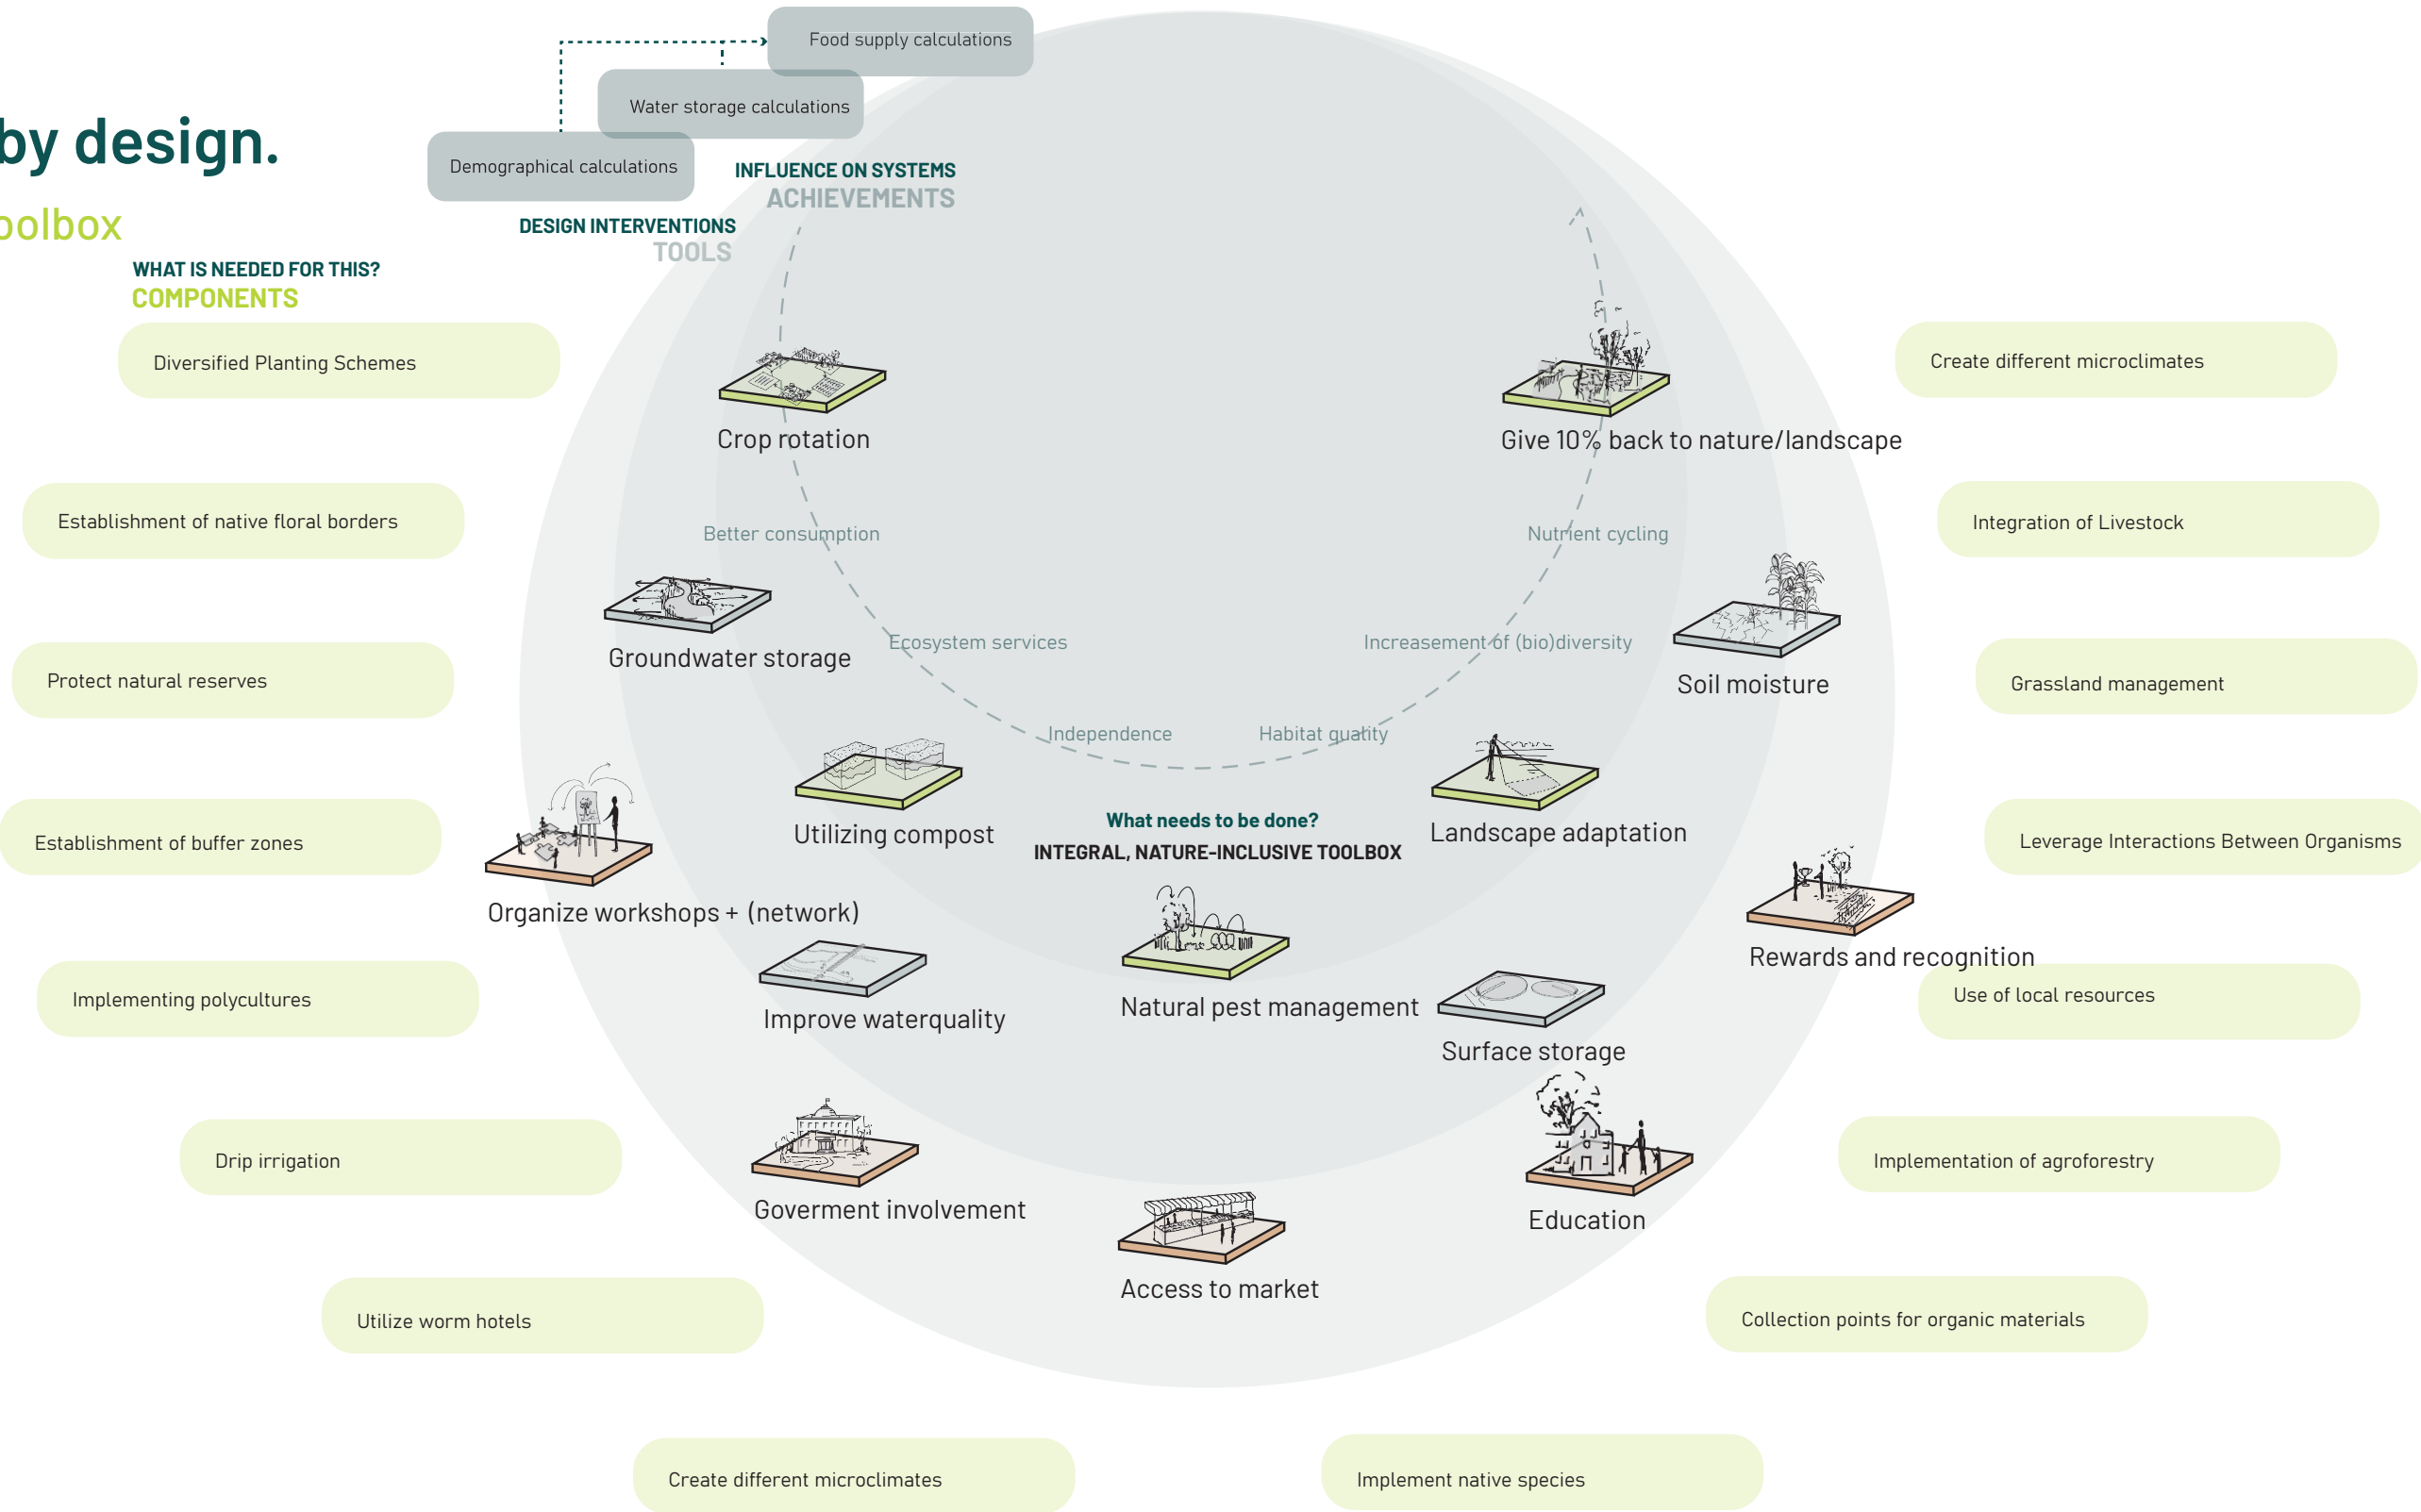 Food supply calculations
Water storage calculations
by design.
Demographical calculations
INFLUENCE ON SYSTEMS
ACHIEVEMENTS
oolbox
DESIGN INTERVENTIONS
TOOLS
WHAT IS NEEDED FOR THIS?
COMPONENTS
Diversified Planting Schemes
Create different microclimates
Crop rotation
Give 10% back to nature/landscape
Establishment of native floral borders
Integration of Livestock
Better consumption
Nutrient cycling
Ecosystem services
Increasement of (bio)diversity
Groundwater storage
Soil moisture
Protect natural reserves
Grassland management
Independence
Habitat quality
Utilizing compost
What needs to be done?
INTEGRAL, NATURE-INCLUSIVE TOOLBOX
Landscape adaptation
Establishment of buffer zones
Leverage Interactions Between Organisms
Organize workshops + (network)
Rewards and recognition
Implementing polycultures
Use of local resources
Improve waterquality
Natural pest management
Surface storage
Drip irrigation
Implementation of agroforestry
Goverment involvement
Education
Access to market
Utilize worm hotels
Collection points for organic materials
Create different microclimates
Implement native species